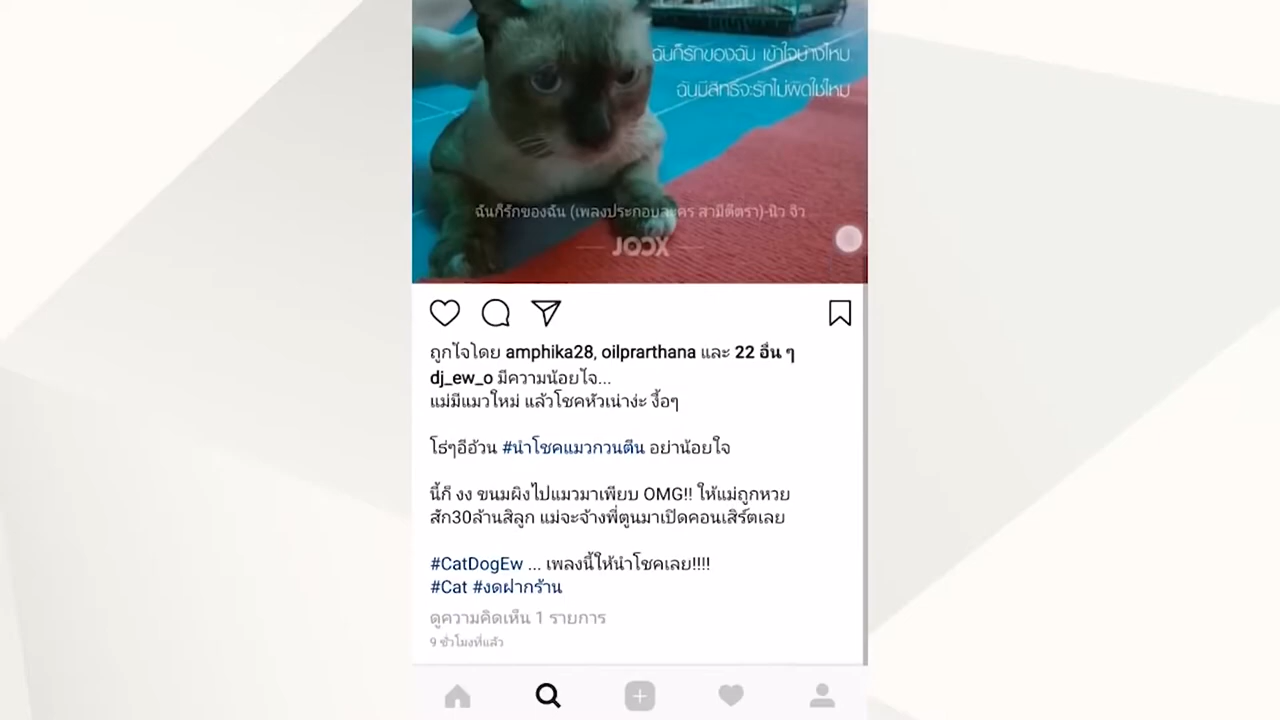 ฉันก็รักของฉัน เข้าใจบ้างไหม
ฉันมีสิทธิ์จะรักไม่ผิดใช่ไหม
ฉันก็รักของฉัน (เพลงประกอบละคร สามีตีตรา)-นิว จิ๋ว
JOOX
ถูกใจโดย amphika28, oilprarthana และ 22 อื่น ๆ
dj_ew_o มีความน้อยใจ...
แม่มีแมวใหม่ แล้วโชคหัวเน่าง่ะ งื้อๆ
โธ่ๆอีอ้วน #นำโชคแมวกวนตีน อย่าน้อยใจ
นี้ก็ งง ขนมผิงไปแมวมาเพียบ OMG!! ให้แม่ถูกหวย
สัก30ล้านสิลูก แม่จะจ้างพี่ตูนมาเปิดคอนเสิร์ตเลย
#CatDogEw ... เพลงนี้ให้นำโชคเลย!!!!
#Cat #งดฝากร้าน
ดูความคิดเห็น 1 รายการ
9 ชั่วโมงที่แล้ว